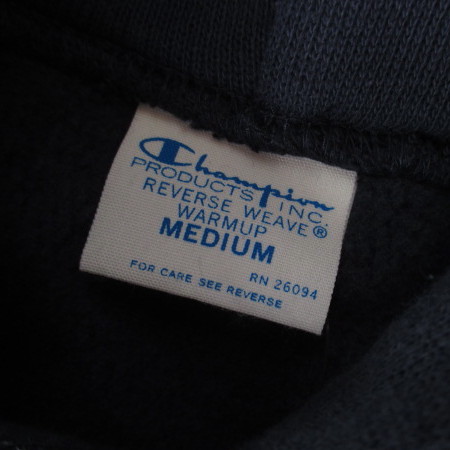 Champion
PRODUCTS INC.
REVERSE WEAVE®
WARMUP
MEDIUM
RN 26094
FOR CARE SEE REVERSE